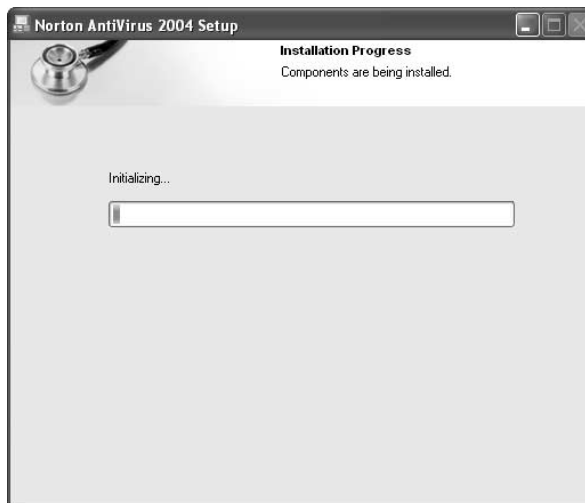 Norton AntiVirus 2004 Setup
Installation Progress
Components are being installed.
Initializing...